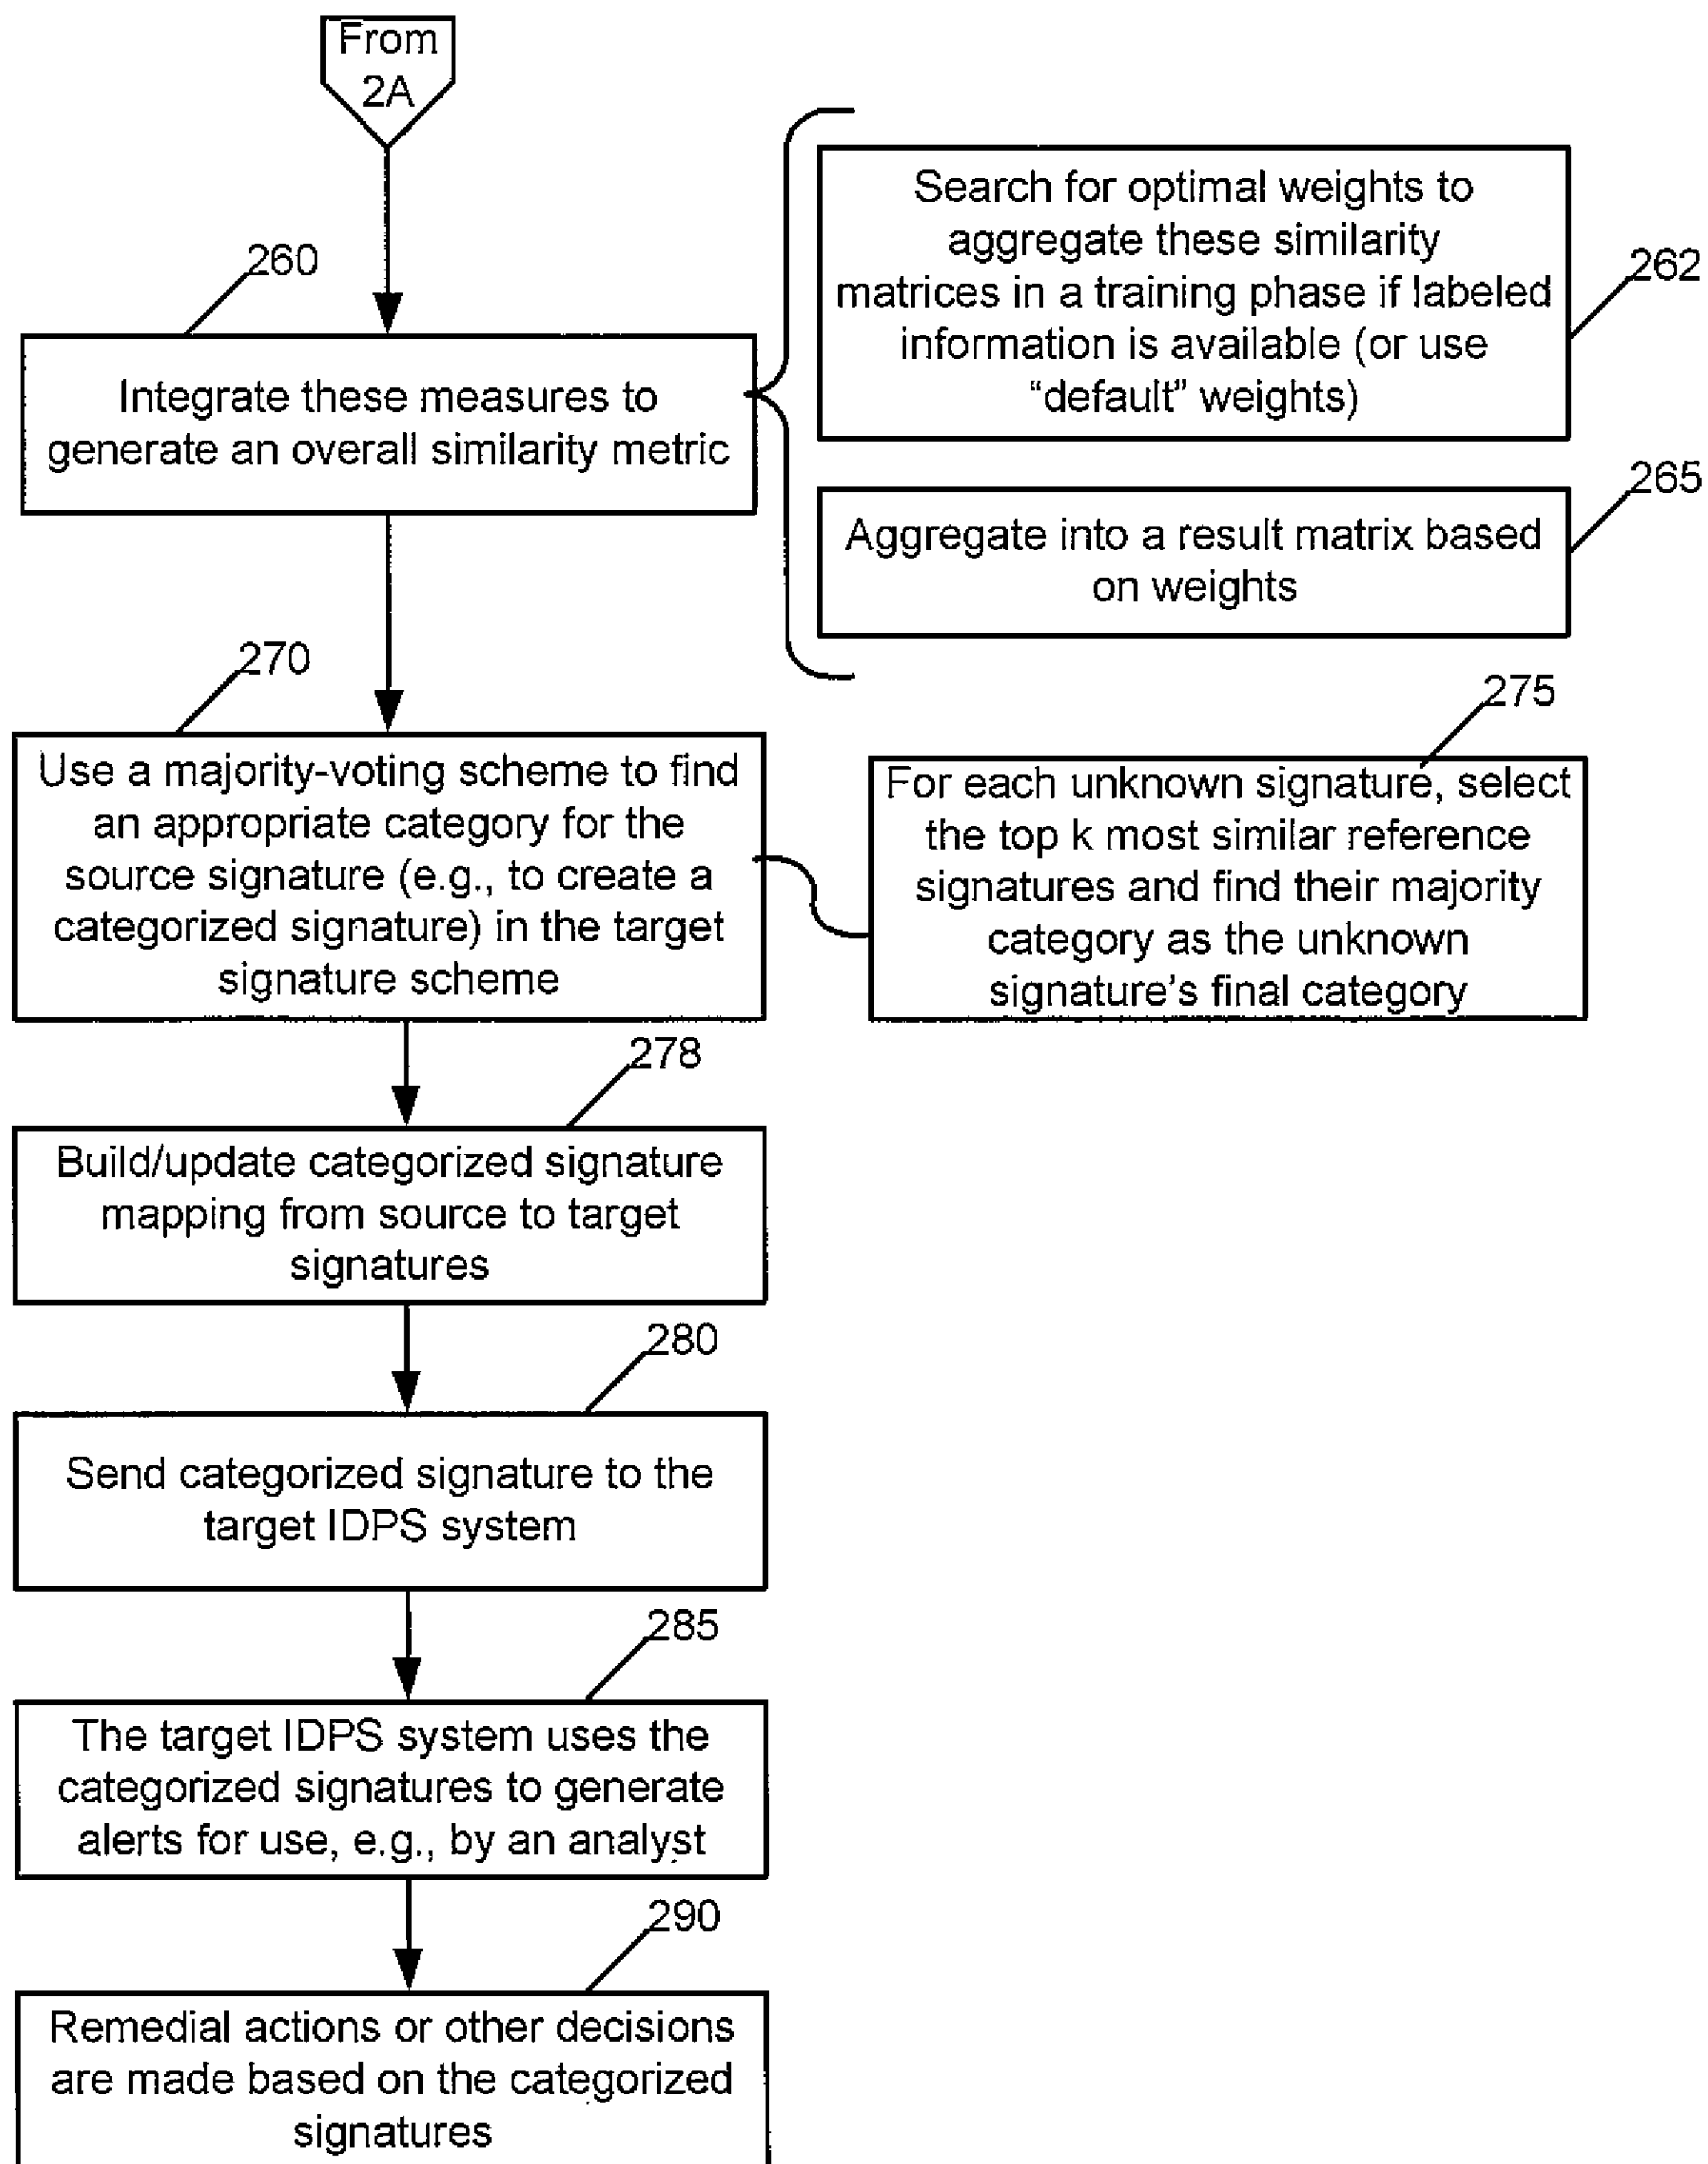 From
2A
260
Integrate these measures to
generate an overall similarity metric
Search for optimal weights to
aggregate these similarity
matrices in a training phase if labeled
information is available (or use
“default” weights)
262
265
Aggregate into a result matrix based
on weights
270
Use a majority-voting scheme to find
an appropriate category for the
source signature (e.g., to create a
categorized signature) in the target
signature scheme
275
For each unknown signature, select
the top k most similar reference
signatures and find their majority
category as the unknown
signature’s final category
278
Build/update categorized signature
mapping from source to target
signatures
280
Send categorized signature to the
target IDPS system
285
The target IDPS system uses the
categorized signatures to generate
alerts for use, e.g., by an analyst
290
Remedial actions or other decisions
are made based on the categorized
signatures